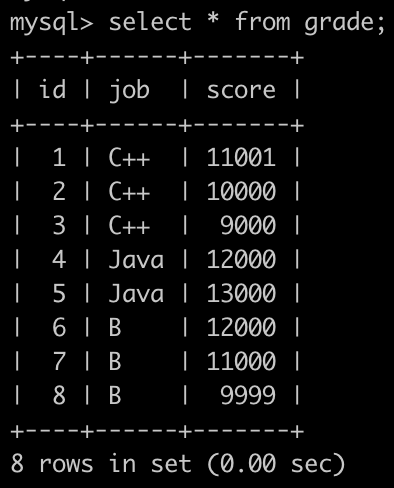 mysql> select * from grade;
+----+------+-------+
| id | job  | score |
+----+------+-------+
|  1 | C++  | 11001 |
|  2 | C++  | 10000 |
|  3 | C++  |  9000 |
|  4 | Java | 12000 |
|  5 | Java | 13000 |
|  6 | B    | 12000 |
|  7 | B    | 11000 |
|  8 | B    |  9999 |
+----+------+-------+
8 rows in set (0.00 sec)